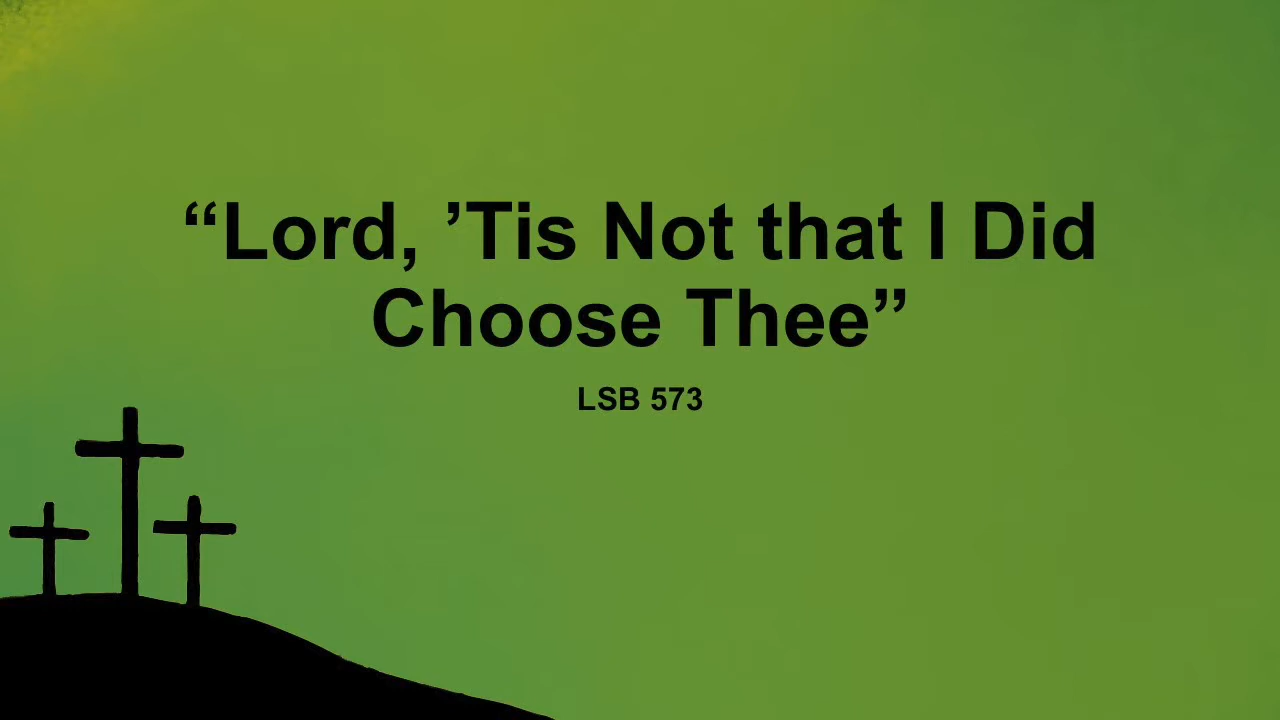 “Lord, ’Tis Not that I Did
Choose Thee”
LSB 573